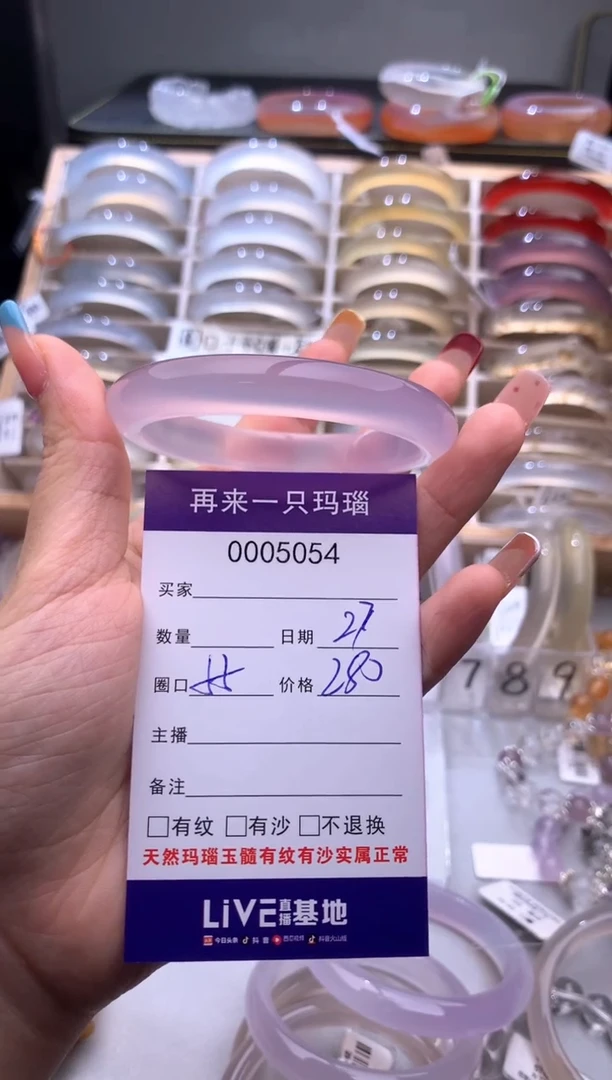 再来一只玛瑙
0005054
买家
数量 日期 27
圈口 55 价格 280
主播
备注
□有纹 □有沙 □不退换
天然玛瑙玉髓有纹有沙实属正常
LiVE直播基地
今日头条 抖音 西瓜视频 抖音火山版
7 8 9